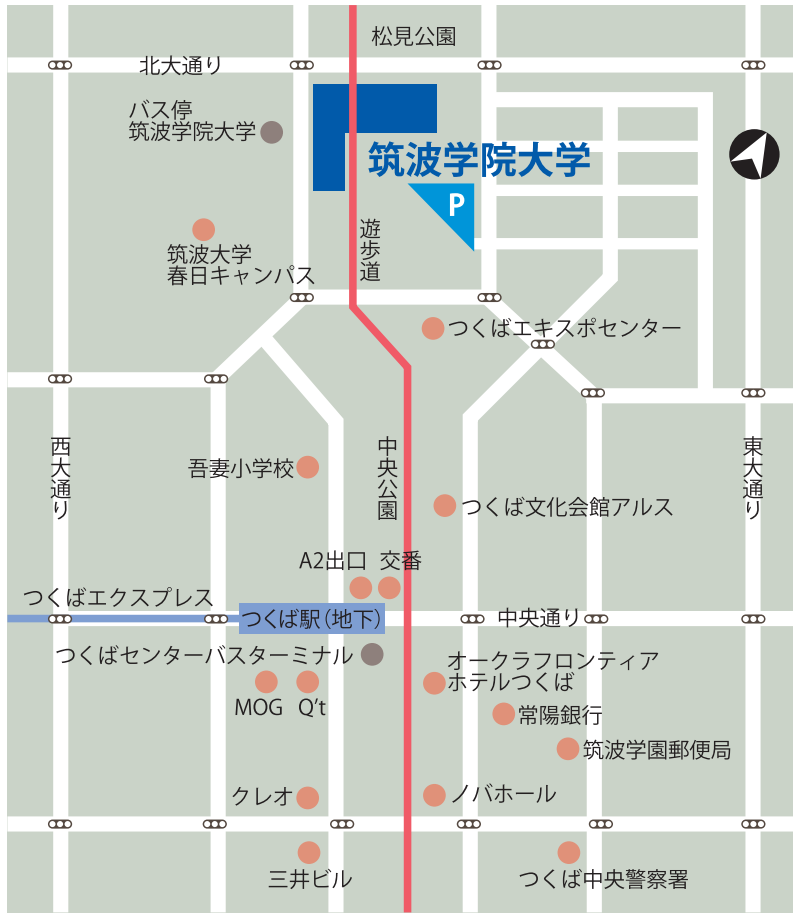 松見公園
北大通り
バス停
筑波学院大学
筑波学院大学
P
遊歩道
筑波大学
春日キャンパス
つくばエキスポセンター
西大通り
中央公園
東大通り
吾妻小学校
つくば文化会館アルス
A2出口
交番
つくばエクスプレス
つくば駅（地下）
中央通り
つくばセンターバスターミナル
オークラフロンティア
ホテルつくば
MOG
Q't
常陽銀行
筑波学園郵便局
クレオ
ノバホール
三井ビル
つくば中央警察署